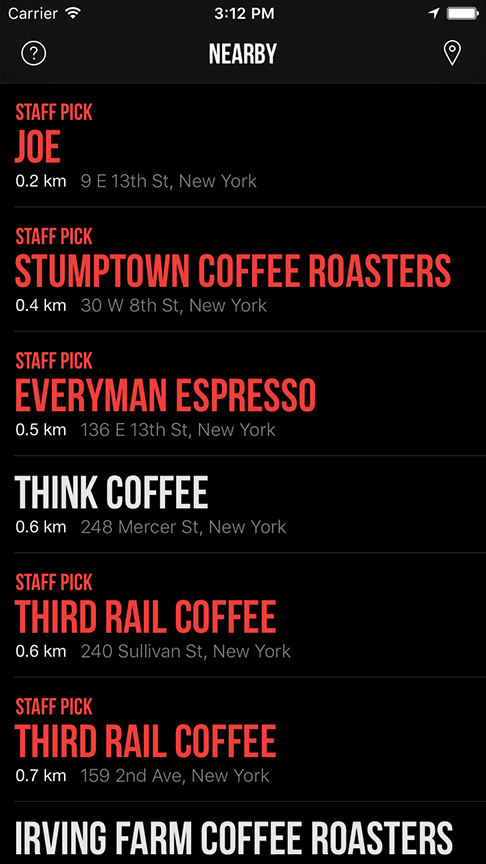 Carrier 3:12 PM
? NEARBY
STAFF PICK
JOE
0.2 km 9 E 13th St, New York
STAFF PICK
STUMPTOWN COFFEE ROASTERS
0.4 km 30 W 8th St, New York
STAFF PICK
EVERYMAN ESPRESSO
0.5 km 136 E 13th St, New York
THINK COFFEE
0.6 km 248 Mercer St, New York
STAFF PICK
THIRD RAIL COFFEE
0.6 km 240 Sullivan St, New York
STAFF PICK
THIRD RAIL COFFEE
0.7 km 159 2nd Ave, New York
IRVING FARM COFFEE ROASTERS